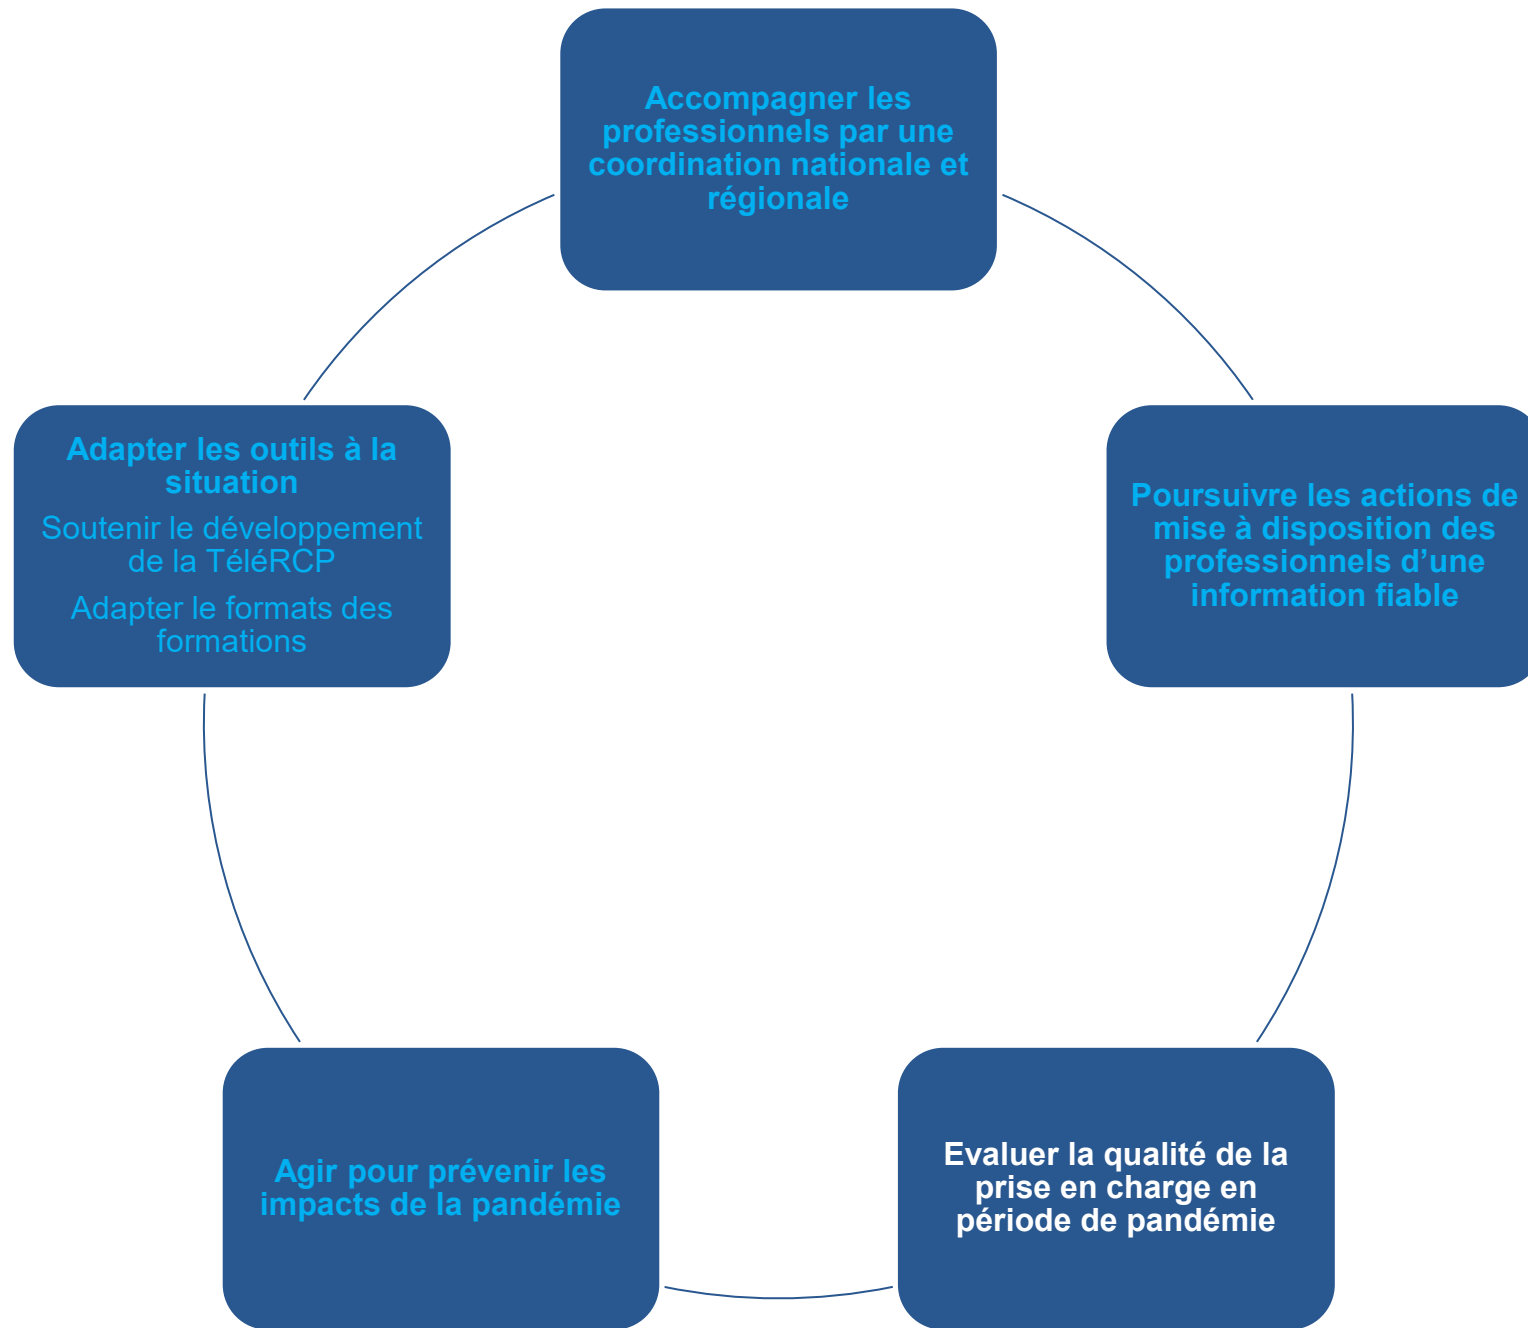 Accompagner les
professionnels par une
coordination nationale et
régionale
Adapter les outils à la
situation
Soutenir le développement
de la TéléRCP
Adapter le formats des
formations
Poursuivre les actions de
mise à disposition des
professionnels d’une
information fiable
Agir pour prévenir les
impacts de la pandémie
Evaluer la qualité de la
prise en charge en
période de pandémie